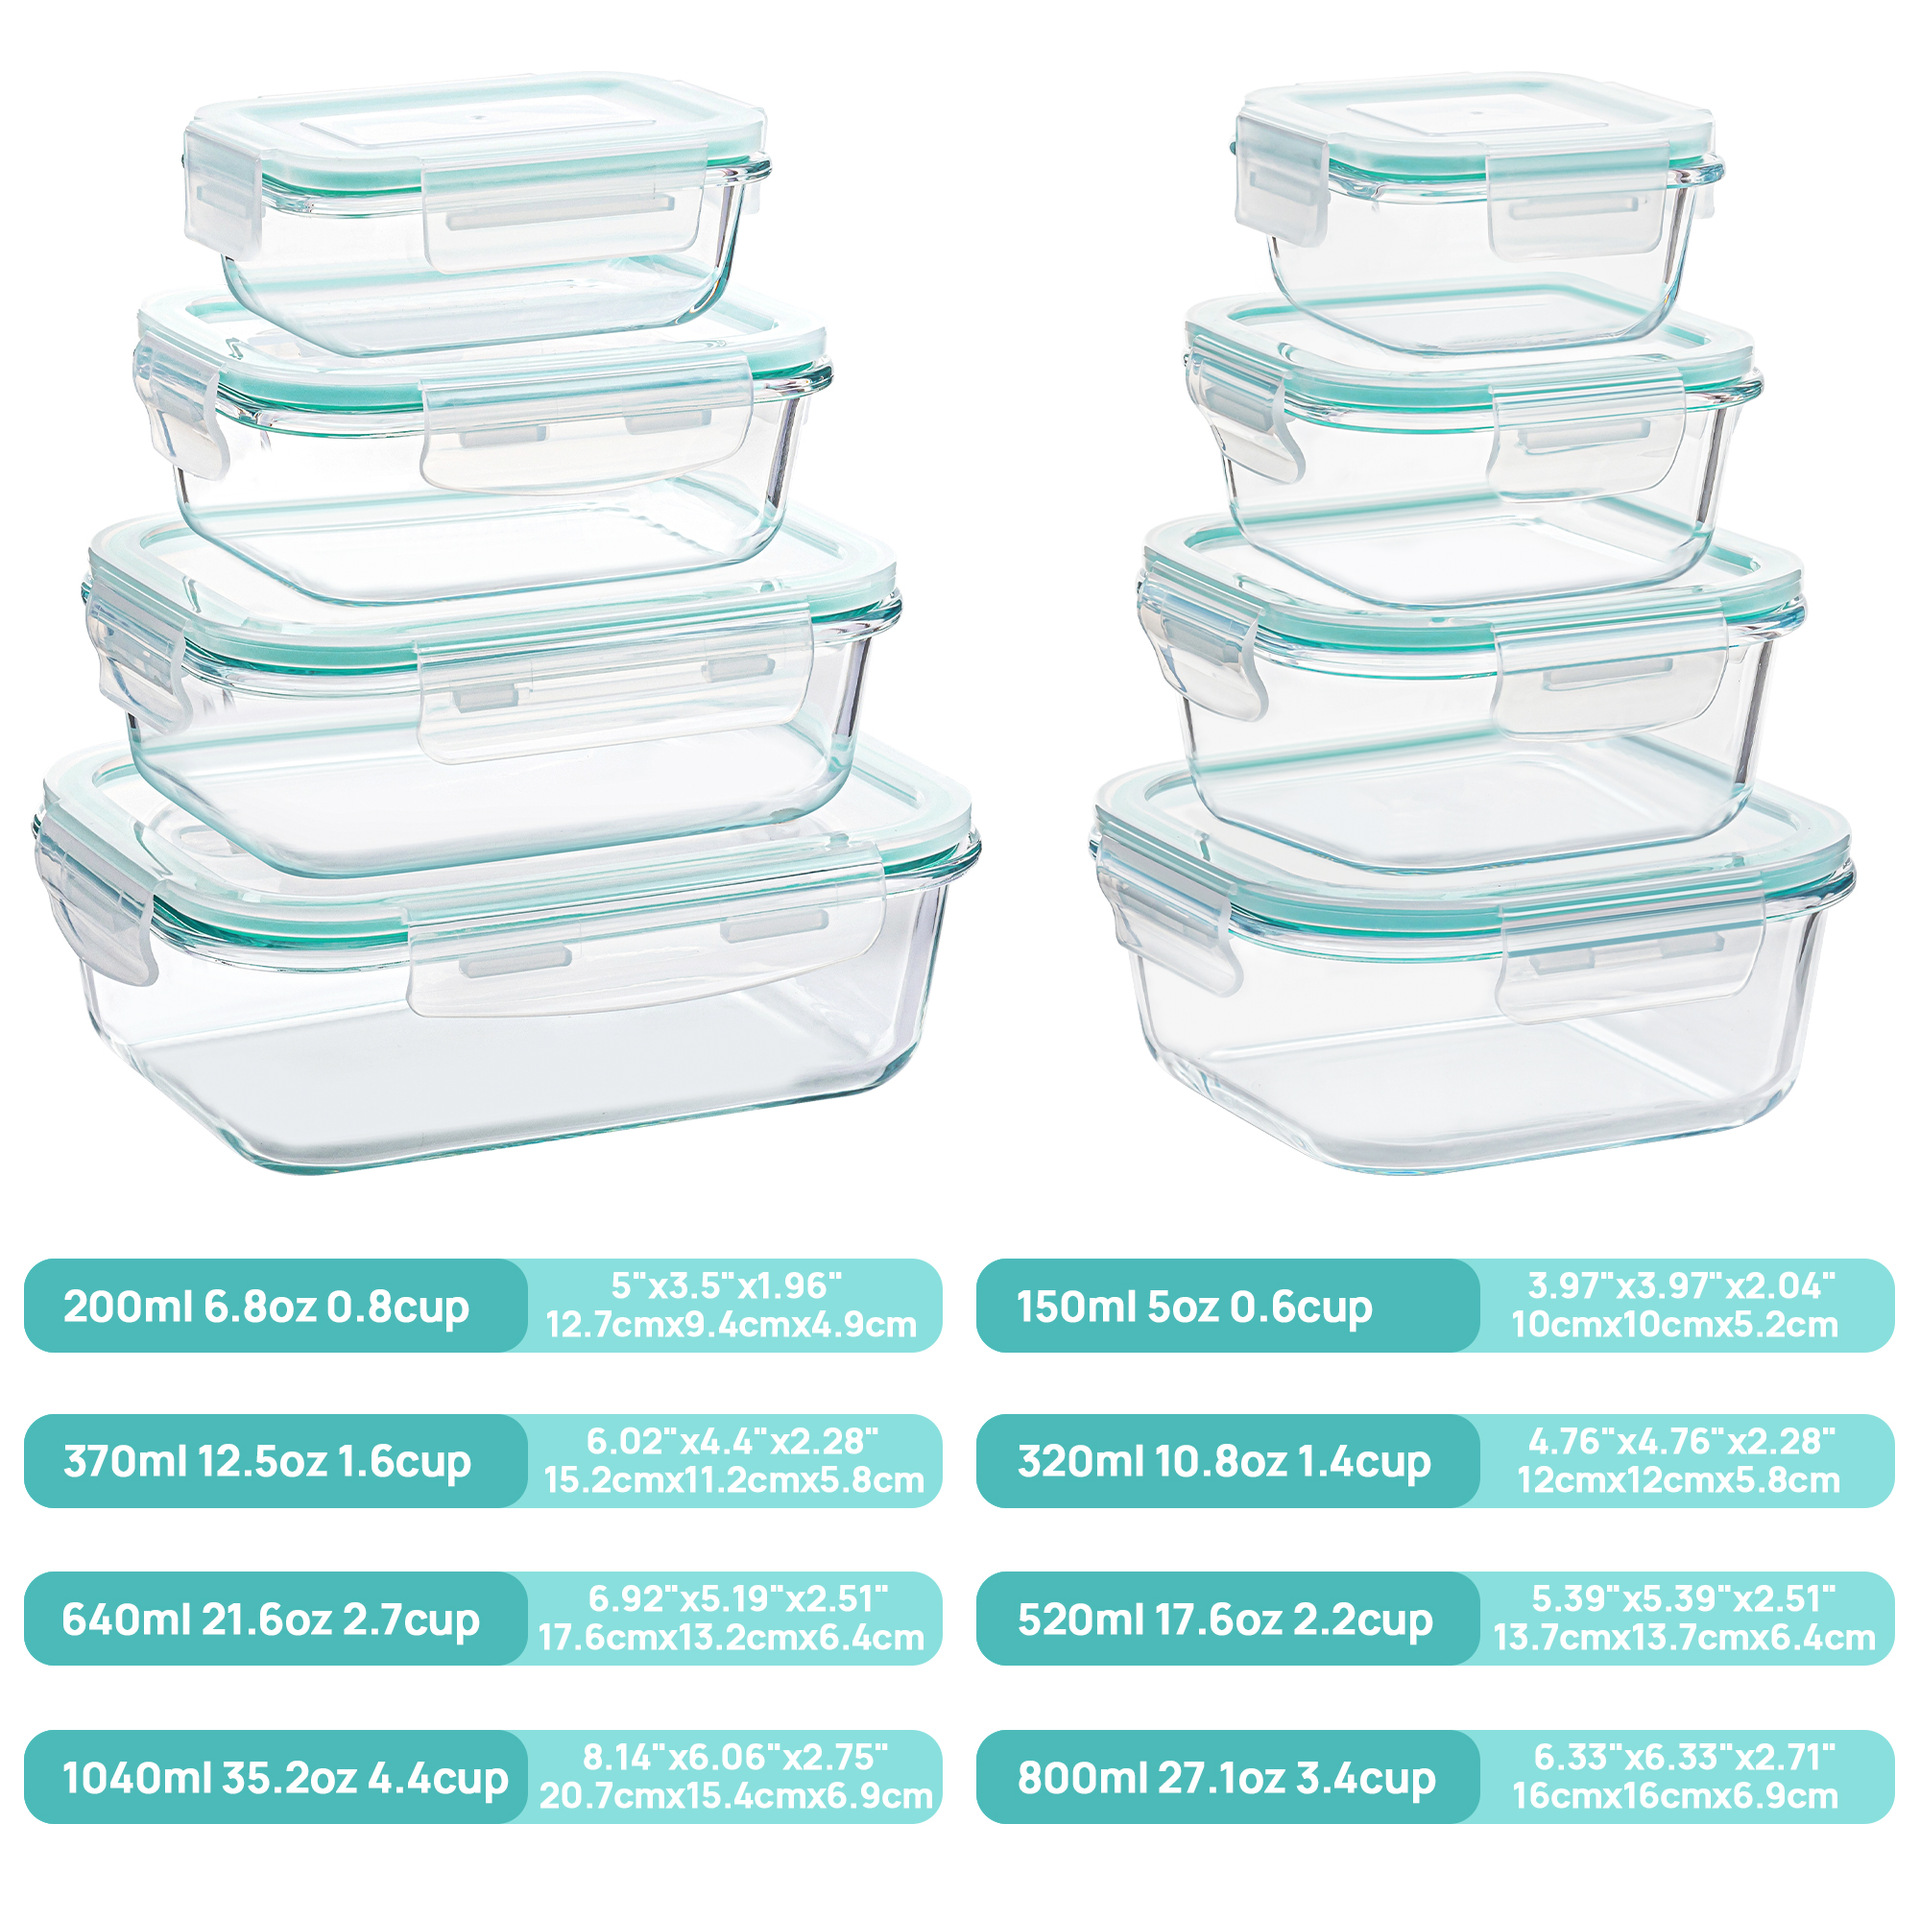 200ml 6.8oz 0.8cup
5"x3.5"x1.96"
12.7cmx9.4cmx4.9cm
150ml 5oz 0.6cup
3.97"x3.97"x2.04"
10cmx10cmx5.2cm
370ml 12.5oz 1.6cup
6.02"x4.4"x2.28"
15.2cmx11.2cmx5.8cm
320ml 10.8oz 1.4cup
4.76"x4.76"x2.28"
12cmx12cmx5.8cm
640ml 21.6oz 2.7cup
6.92"x5.19"x2.51"
17.6cmx13.2cmx6.4cm
520ml 17.6oz 2.2cup
5.39"x5.39"x2.51"
13.7cmx13.7cmx6.4cm
1040ml 35.2oz 4.4cup
8.14"x6.06"x2.75"
20.7cmx15.4cmx6.9cm
800ml 27.1oz 3.4cup
6.33"x6.33"x2.71"
16cmx16cmx6.9cm